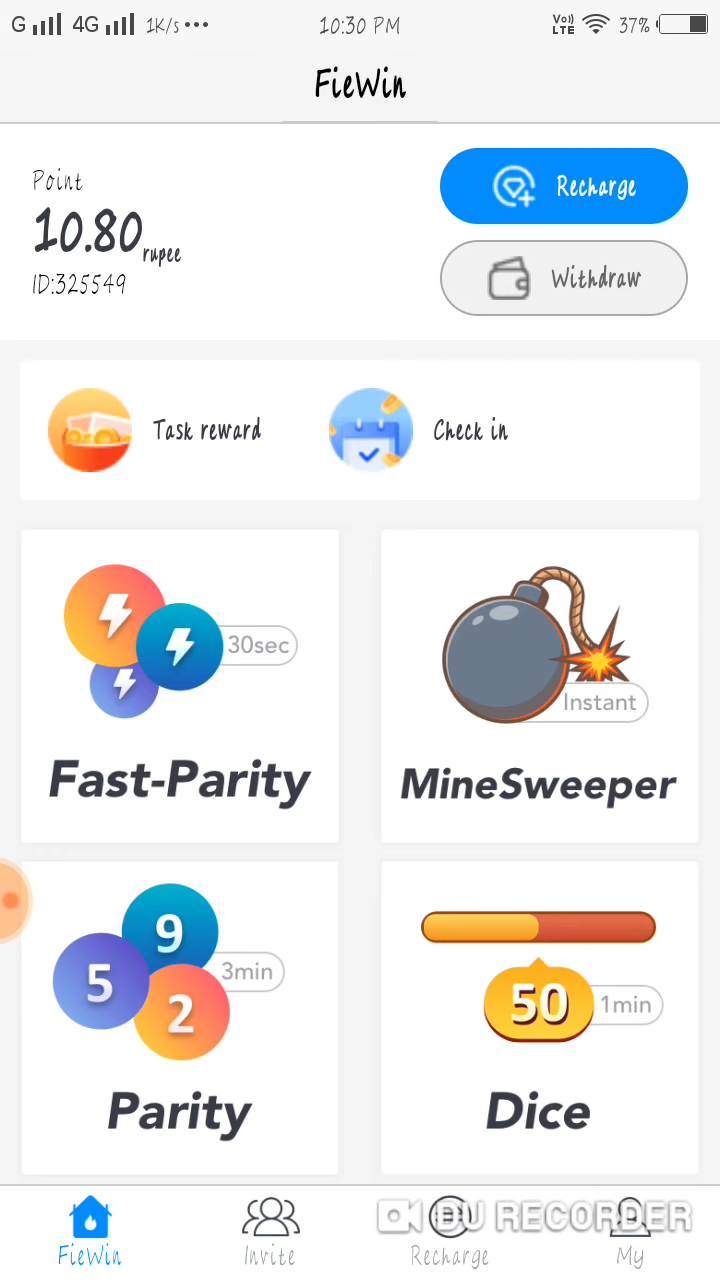 G 4G 1K/s ••• 10:30 PM Vo)) LTE 37%
FieWin
Point
10.80 rupee
ID:325549
Recharge
Withdraw
Task reward
Check in
30sec
Fast-Parity
Instant
MineSweeper
9
5
2
3min
Parity
50
1min
Dice
FieWin
Invite
Recharge
My
DU RECORDER